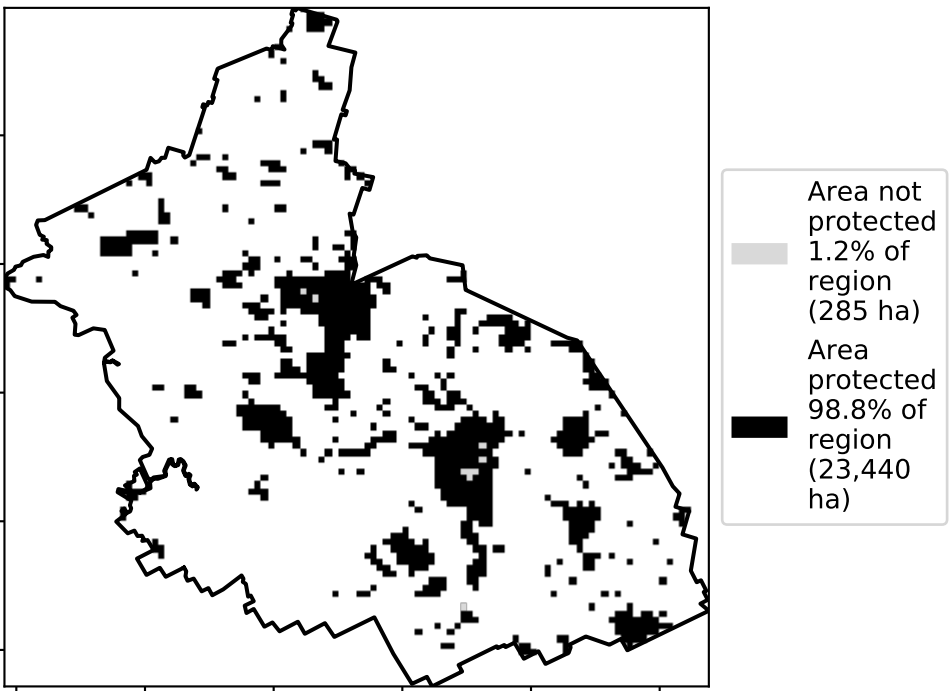 Area not
protected
1.2% of
region
(285 ha)
Area
protected
98.8% of
region
(23,440
ha)